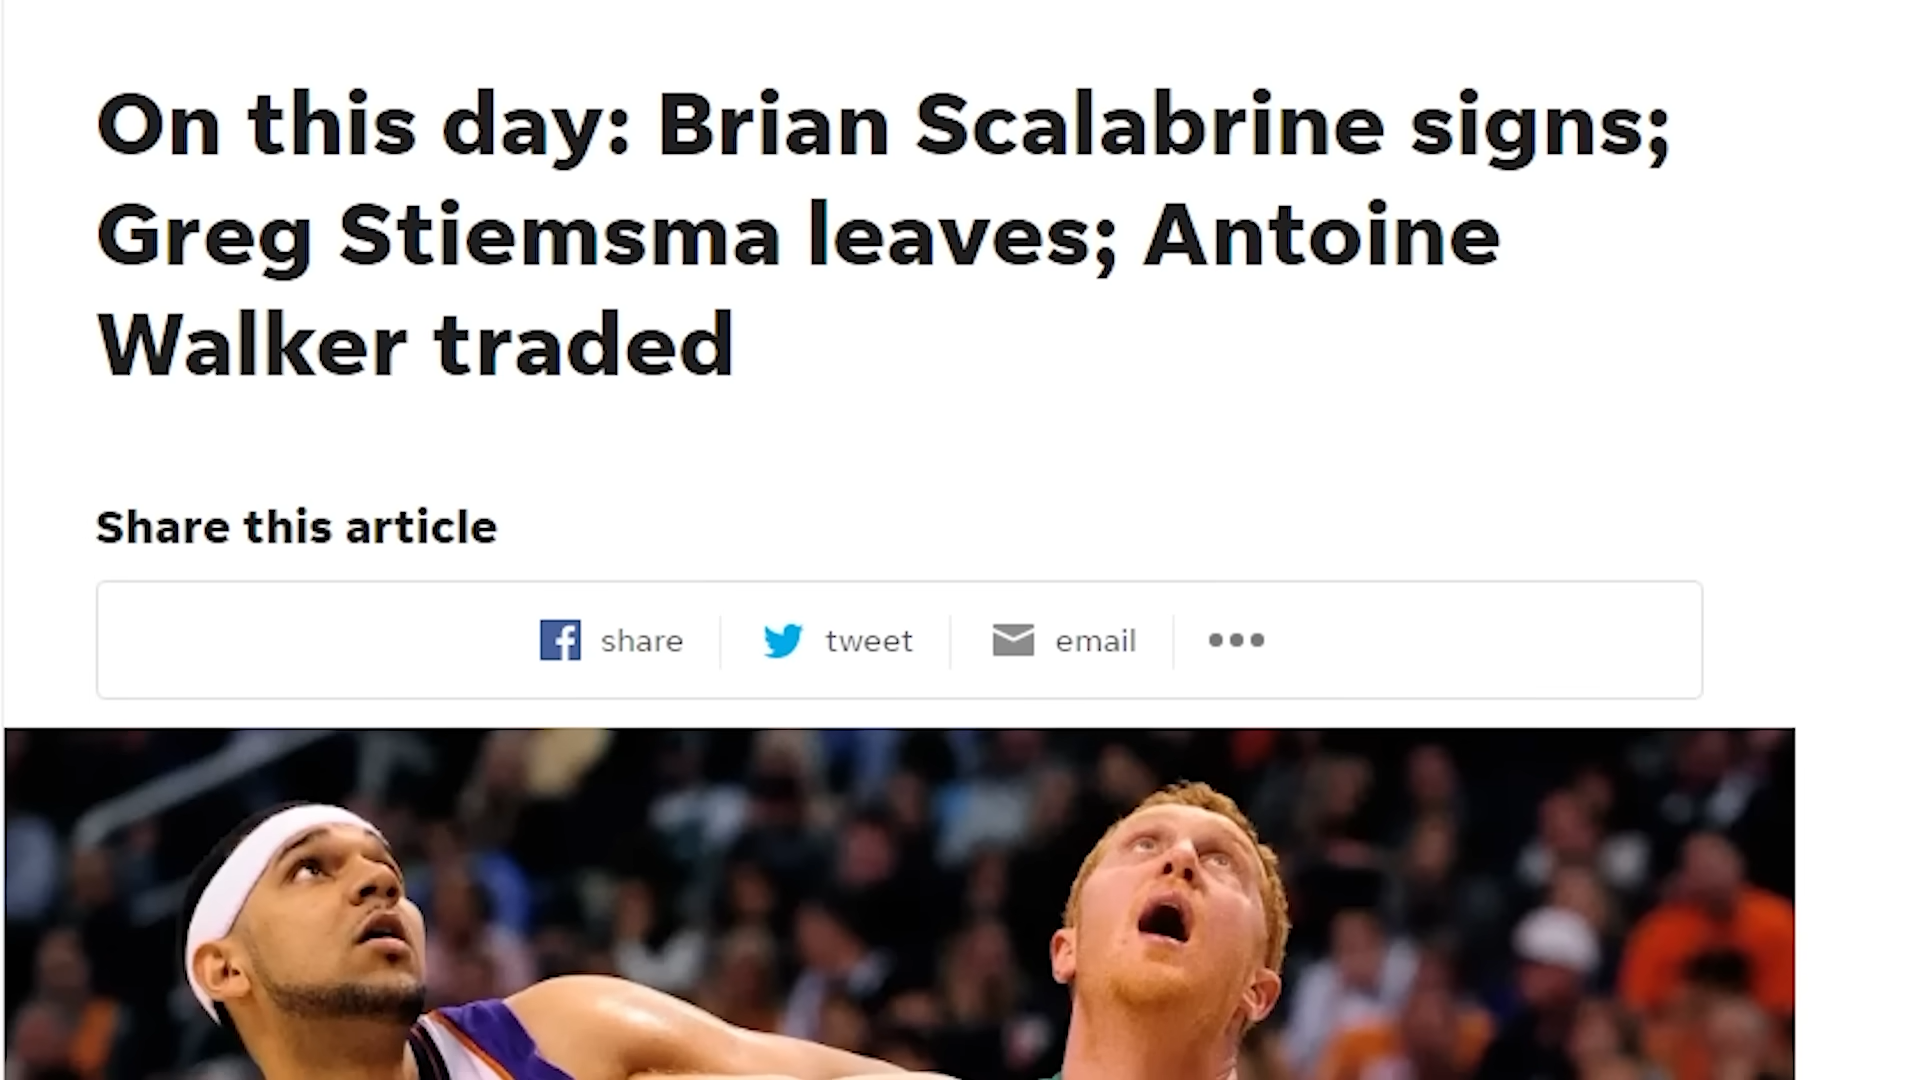 On this day: Brian Scalabrine signs;
Greg Stiemsma leaves; Antoine
Walker traded
Share this article
share tweet email